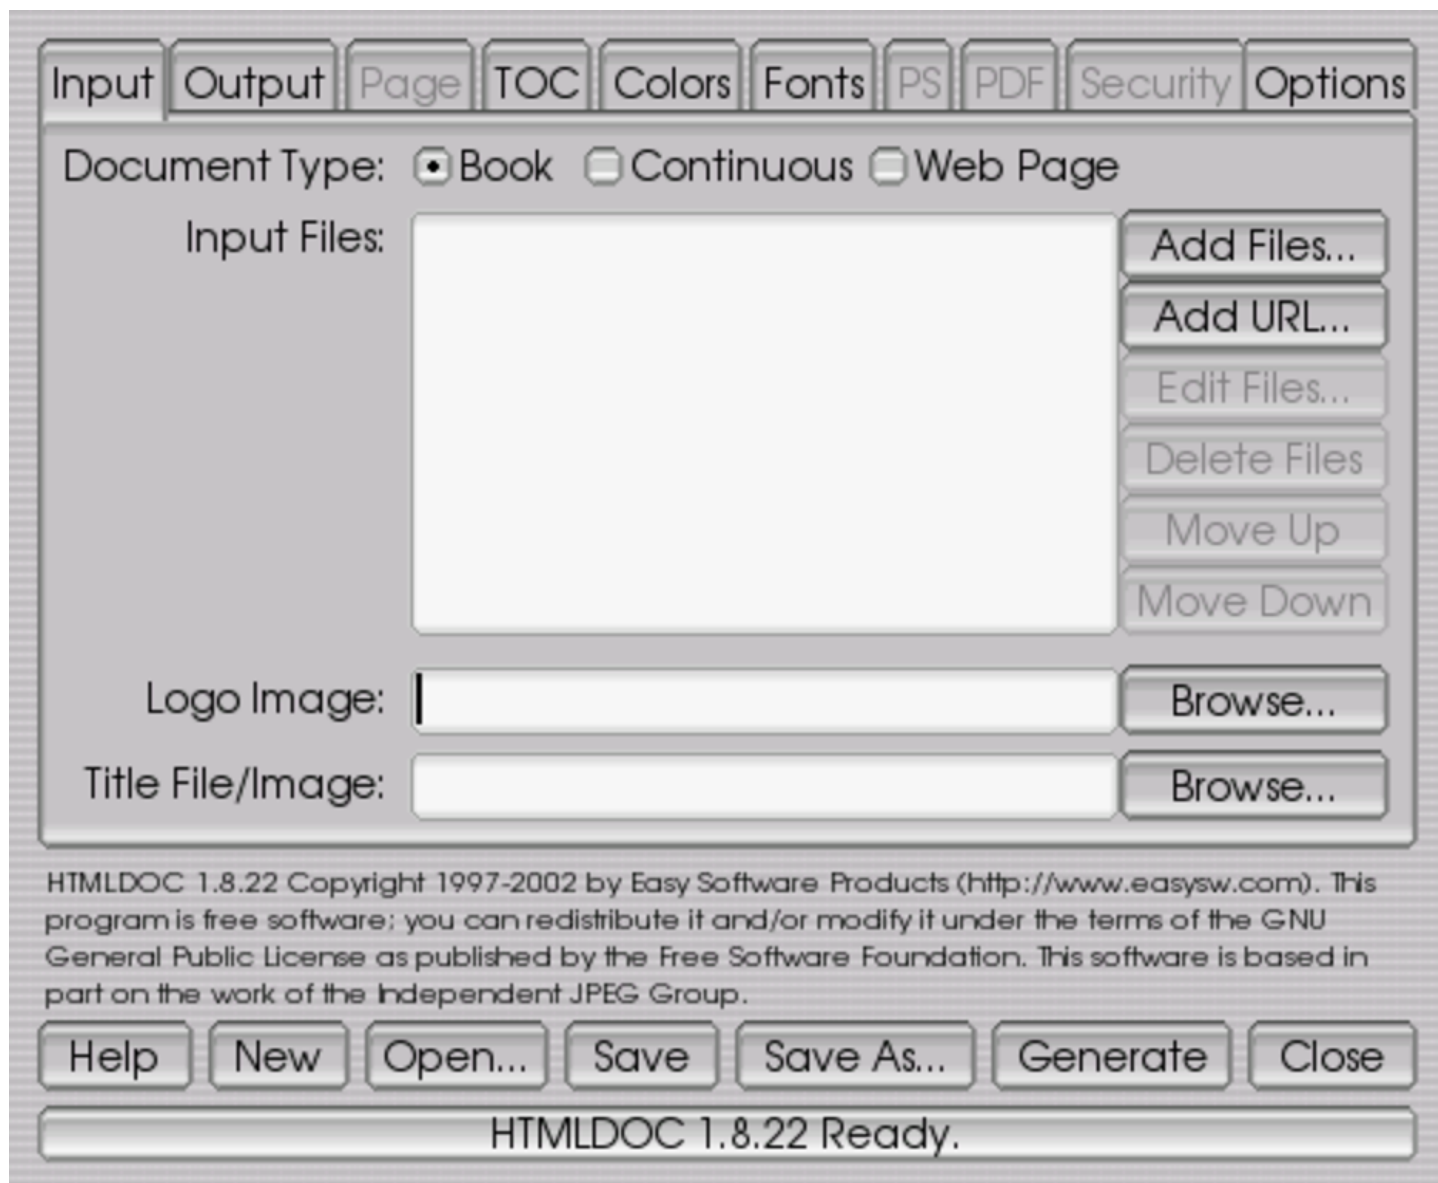 Input Output Page TOC Colors Fonts PS PDF Security Options
Document Type: Book Continuous Web Page
Input Files:
Add Files...
Add URL...
Edit Files...
Delete Files
Move Up
Move Down
Logo Image: Browse...
Title File/Image: Browse...
HTMLDOC 1.8.22 Copyright 1997-2002 by Easy Software Products (http://www.easysw.com). This
program is free software; you can redistribute it and/or modify it under the terms of the GNU
General Public License as published by the Free Software Foundation. This software is based in
part on the work of the Independent JPEG Group.
Help New Open... Save Save As... Generate Close
HTMLDOC 1.8.22 Ready.